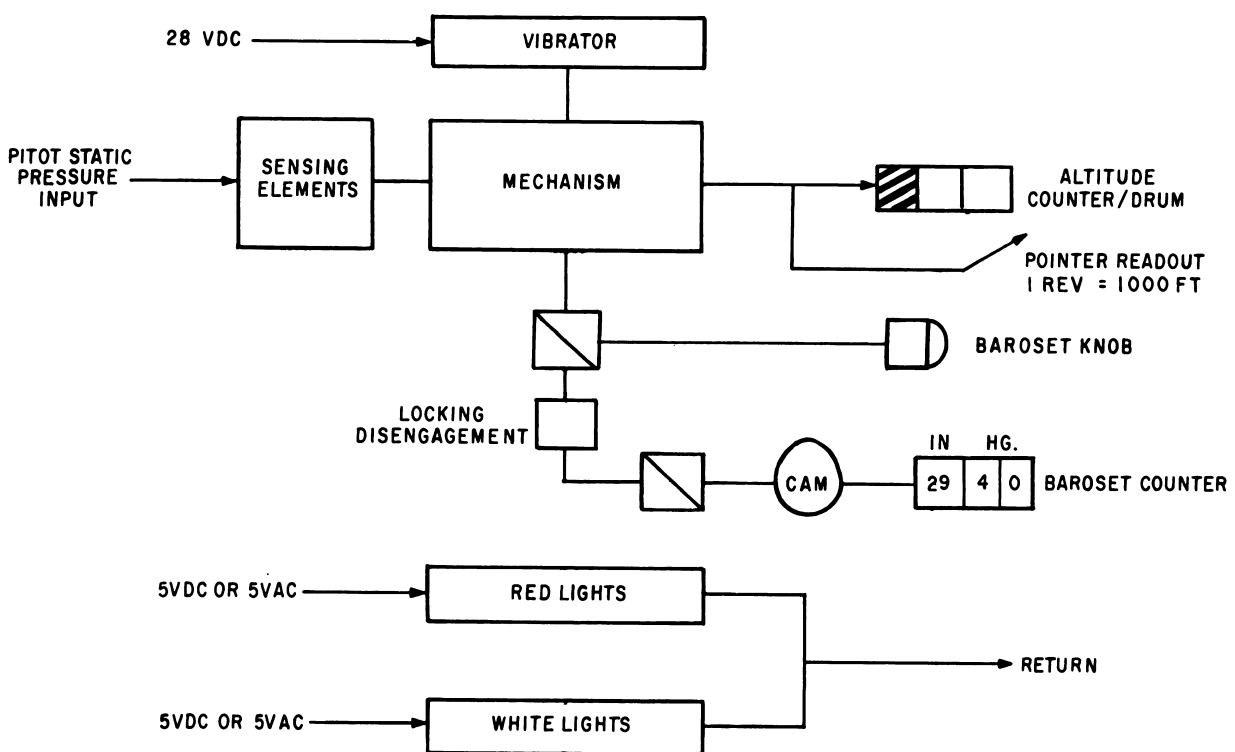 28 VDC
VIBRATOR
PITOT STATIC
PRESSURE
INPUT
SENSING
ELEMENTS
MECHANISM
ALTITUDE
COUNTER/DRUM
POINTER READOUT
1 REV = 1000 FT
BAROSET KNOB
LOCKING
DISENGAGEMENT
CAM
IN HG.
29 4 0
BAROSET COUNTER
5VDC OR 5VAC
RED LIGHTS
RETURN
5VDC OR 5VAC
WHITE LIGHTS